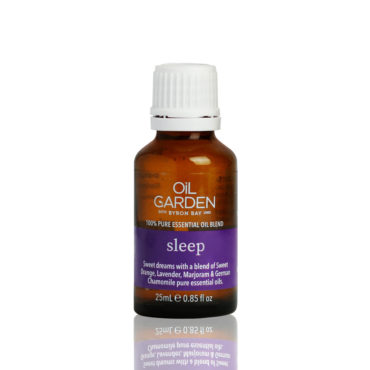 OiL
GARDEN
BYRON BAY
100% PURE ESSENTIAL OIL BLEND
sleep
Sweet dreams with a blend of Sweet
Orange, Lavender, Marjoram & German
Chamomile pure essential oils.
25mL ℮ 0.85 fl oz